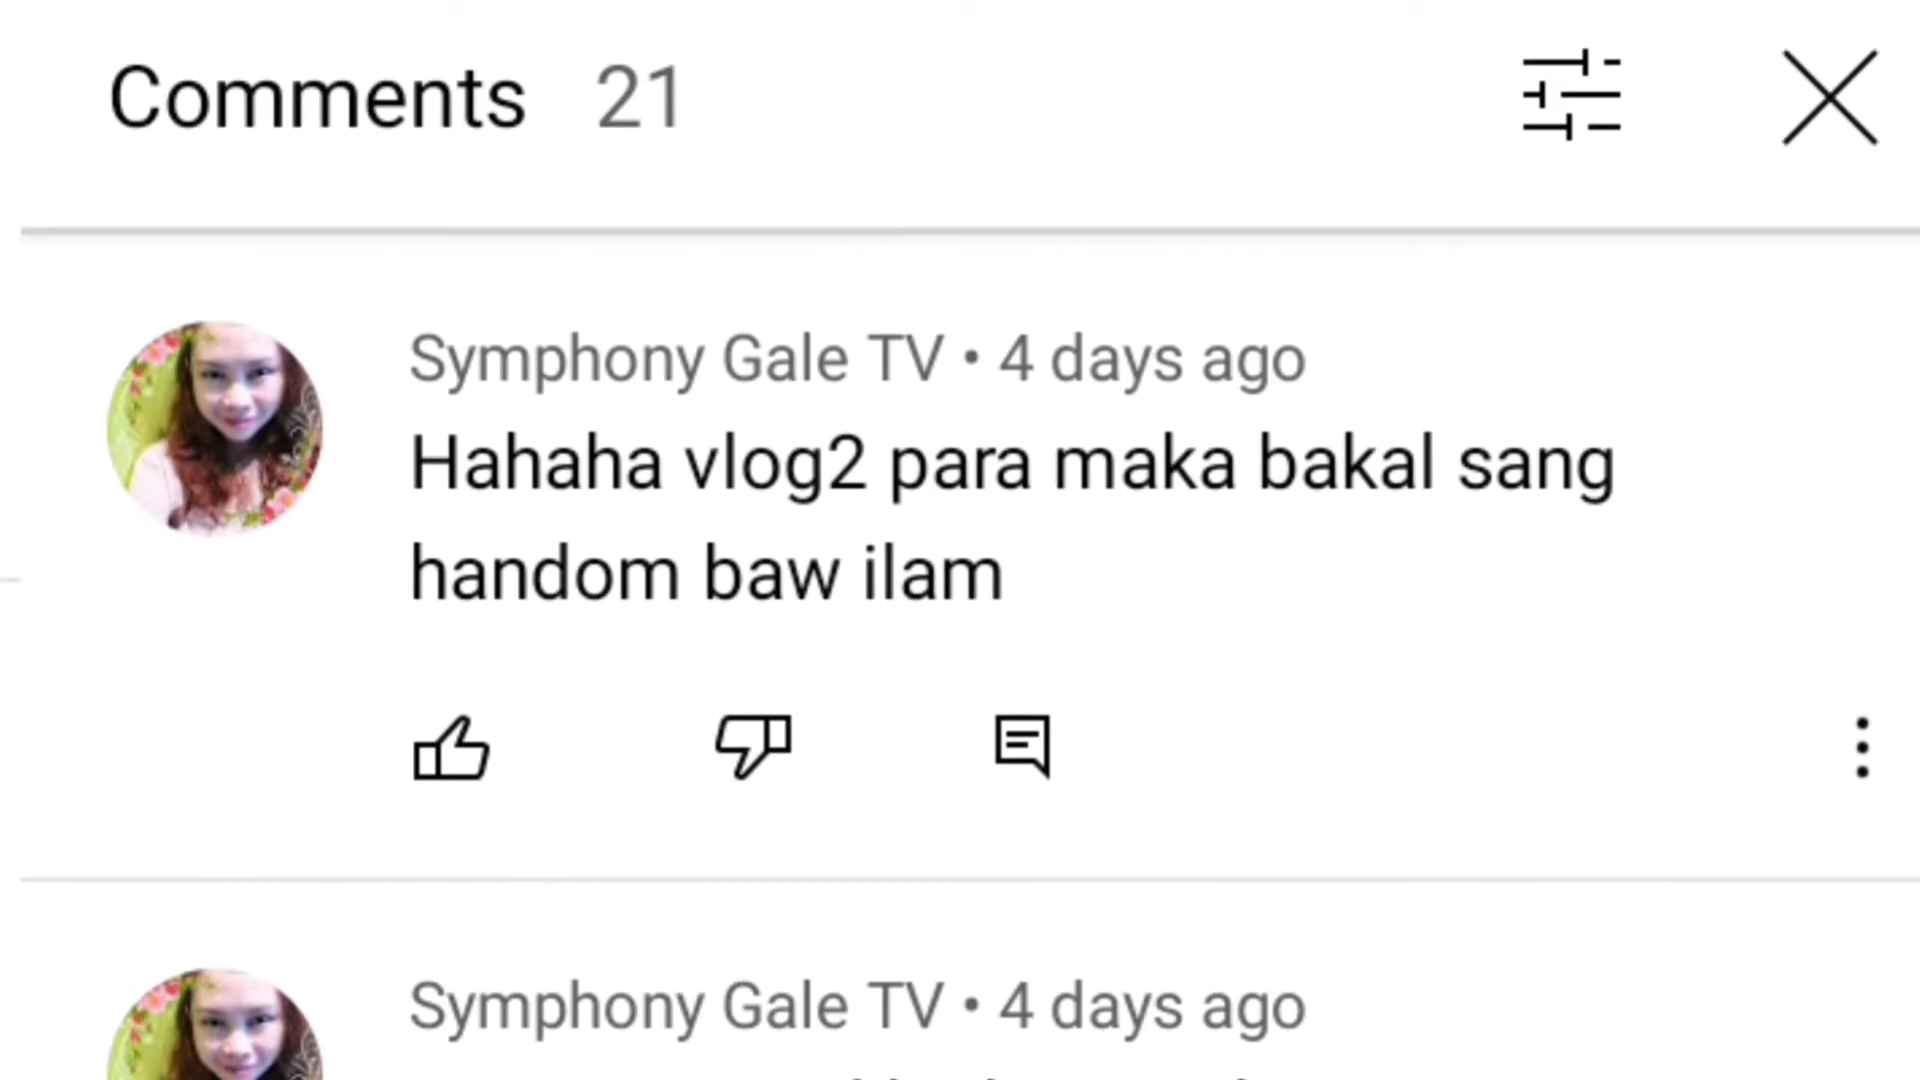 Comments 21
Symphony Gale TV • 4 days ago
Hahaha vlog2 para maka bakal sang
handom baw ilam
Symphony Gale TV • 4 days ago